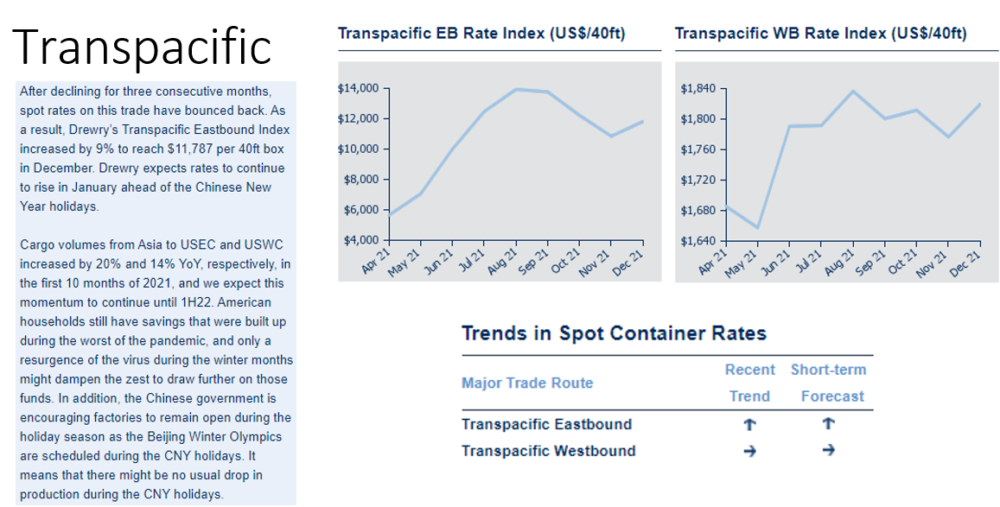 Transpacific
After declining for three consecutive months,
spot rates on this trade have bounced back. As
a result, Drewry's Transpacific Eastbound Index
increased by 9% to reach $11,787 per 40ft box
in December. Drewry expects rates to continue
to rise in January ahead of the Chinese New
Year holidays.
Cargo volumes from Asia to USEC and USWC
increased by 20% and 14% YoY, respectively, in
the first 10 months of 2021, and we expect this
momentum to continue until 1H22. American
households still have savings that were built up
during the worst of the pandemic, and only a
resurgence of the virus during the winter months
might dampen the zest to draw further on those
funds. In addition, the Chinese government is
encouraging factories to remain open during the
holiday season as the Beijing Winter Olympics
are scheduled during the CNY holidays. It
means that there might be no usual drop in
production during the CNY holidays.
Transpacific EB Rate Index (US$/40ft)
$14,000
$12,000
$10,000
$8,000
$6,000
$4,000
Apr 21 May 21 Jun 21 Jul 21 Aug 21 Sep 21 Oct 21 Nov 21 Dec 21
Transpacific WB Rate Index (US$/40ft)
$1,840
$1,800
$1,760
$1,720
$1,680
$1,640
Apr 21 May 21 Jun 21 Jul 21 Aug 21 Sep 21 Oct 21 Nov 21 Dec 21
Trends in Spot Container Rates
Major Trade Route
Recent Trend
Short-term Forecast
Transpacific Eastbound ↑ ↑
Transpacific Westbound → →